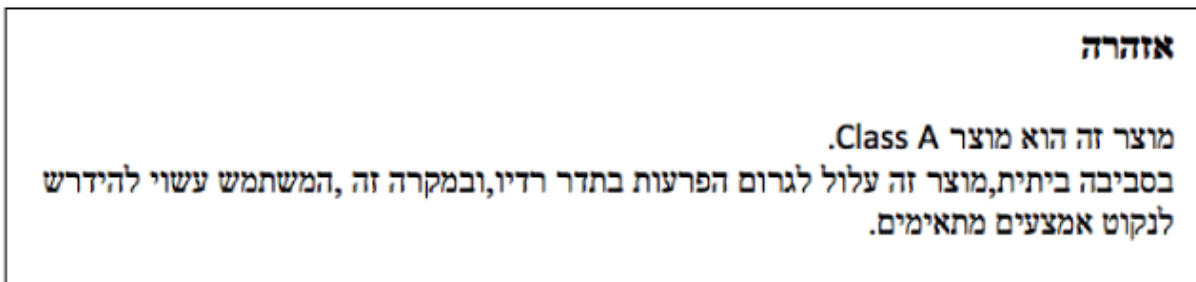 אזהרה
מוצר זה הוא מוצר Class A.
בסביבה ביתית,מוצר זה עלול לגרום הפרעות בתדר רדיו,ובמקרה זה ,המשתמש עשוי להידרש
לנקוט אמצעים מתאימים.